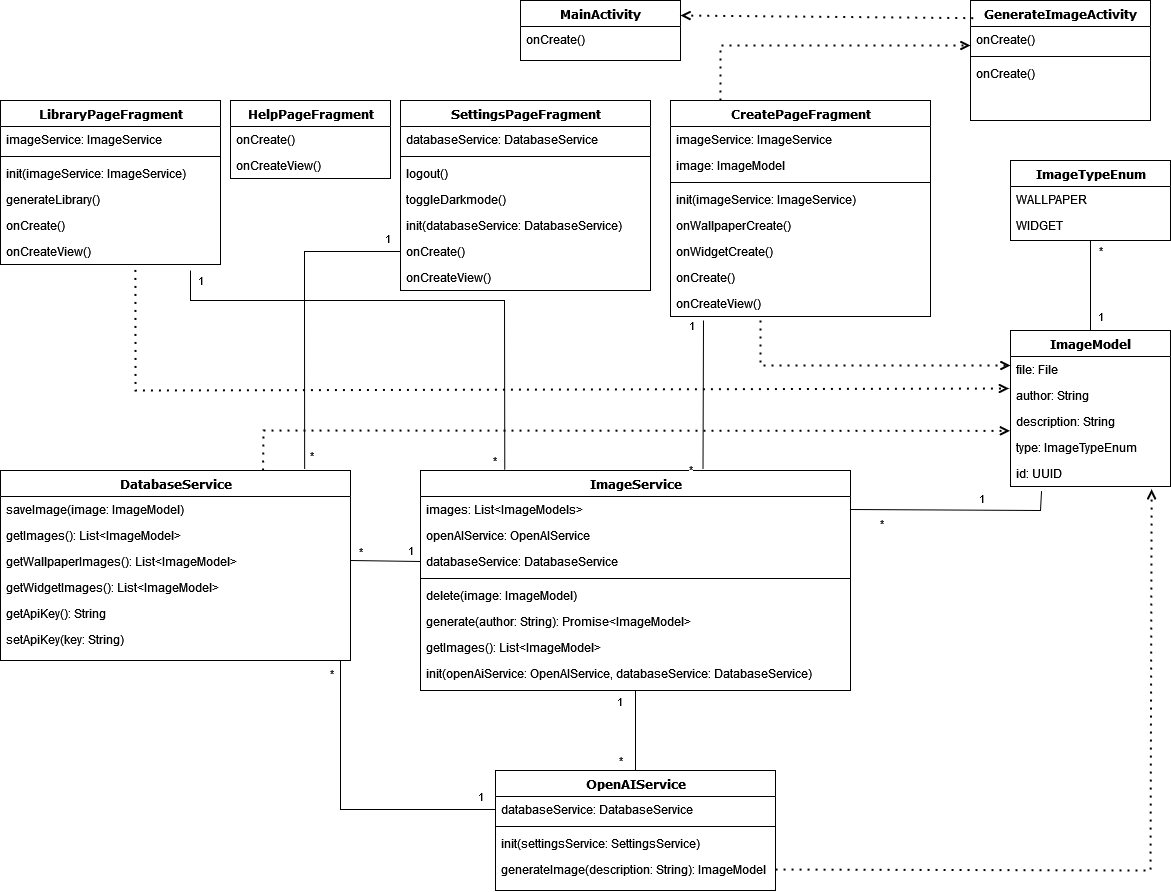 MainActivity
onCreate()
GenerateImageActivity
onCreate()
onCreate()
LibraryPageFragment
imageService: ImageService
init(imageService: ImageService)
generateLibrary()
onCreate()
onCreateView()
HelpPageFragment
onCreate()
onCreateView()
SettingsPageFragment
databaseService: DatabaseService
logout()
toggleDarkmode()
init(databaseService: DatabaseService)
onCreate()
onCreateView()
CreatePageFragment
imageService: ImageService
image: ImageModel
init(imageService: ImageService)
onWallpaperCreate()
onWidgetCreate()
onCreate()
onCreateView()
ImageTypeEnum
WALLPAPER
WIDGET
*
1
1
1
1
ImageModel
file: File
author: String
description: String
type: ImageTypeEnum
id: UUID
*
*
*
1
*
DatabaseService
saveImage(image: ImageModel)
getImages(): List<ImageModel>
getWallpaperImages(): List<ImageModel>
getWidgetImages(): List<ImageModel>
getApiKey(): String
setApiKey(key: String)
*
1
ImageService
images: List<ImageModels>
openAIService: OpenAIService
databaseService: DatabaseService
delete(image: ImageModel)
generate(author: String): Promise<ImageModel>
getImages(): List<ImageModel>
init(openAiService: OpenAIService, databaseService: DatabaseService)
*
1
1
*
OpenAIService
databaseService: DatabaseService
init(settingsService: SettingsService)
generateImage(description: String): ImageModel